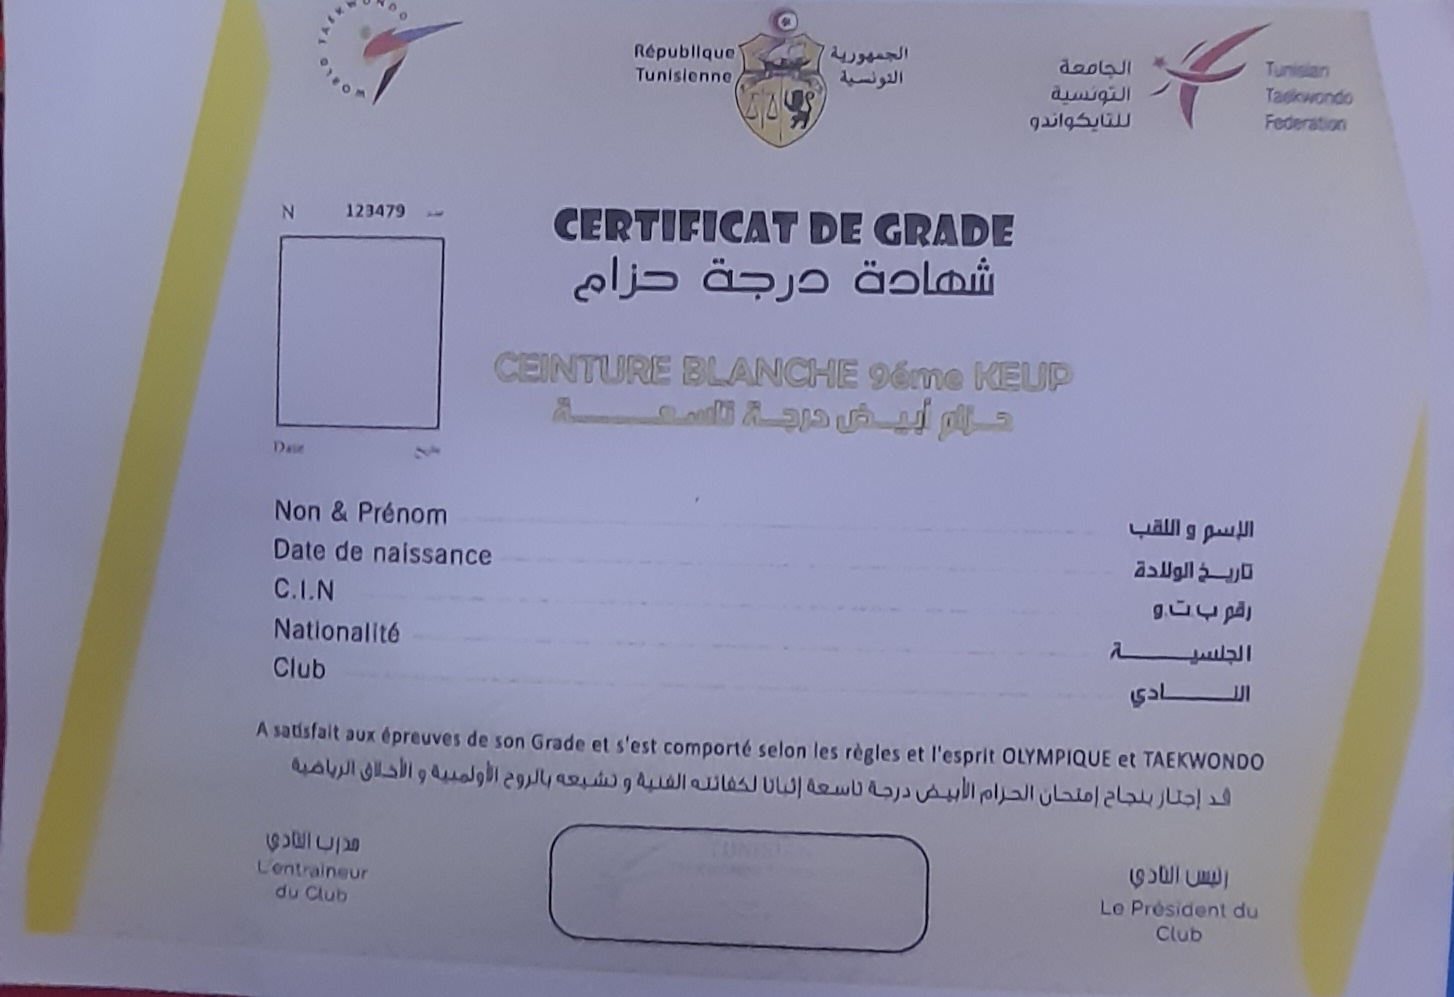 WORLD TAEKWONDO
République
Tunisienne
الجمهورية
التونسية
الجامعة
التونسية
للتايكواندو
Tunisian
Taekwondo
Federation
N 123479
CERTIFICAT DE GRADE
شهادة درجة حزام
CEINTURE BLANCHE 9éme KEUP
حزام أبيض درجة تاسعة
Date
Non & Prénom الإسم و اللقب
Date de naissance تاريخ الولادة
C.I.N رقم ب.ت.و
Nationalité الجنسية
Club النادي
A satisfait aux épreuves de son Grade et s'est comporté selon les règles et l'esprit OLYMPIQUE et TAEKWONDO
قد إجتاز بنجاح إمتحان الحزام الأبيض درجة تاسعة إثباتا لكفائته الفنية و تشبعه بالروح الأولمبية و الأخلاق الرياضية
مدرب النادي
L'entraineur
du Club
رئيس النادي
Le Président du
Club